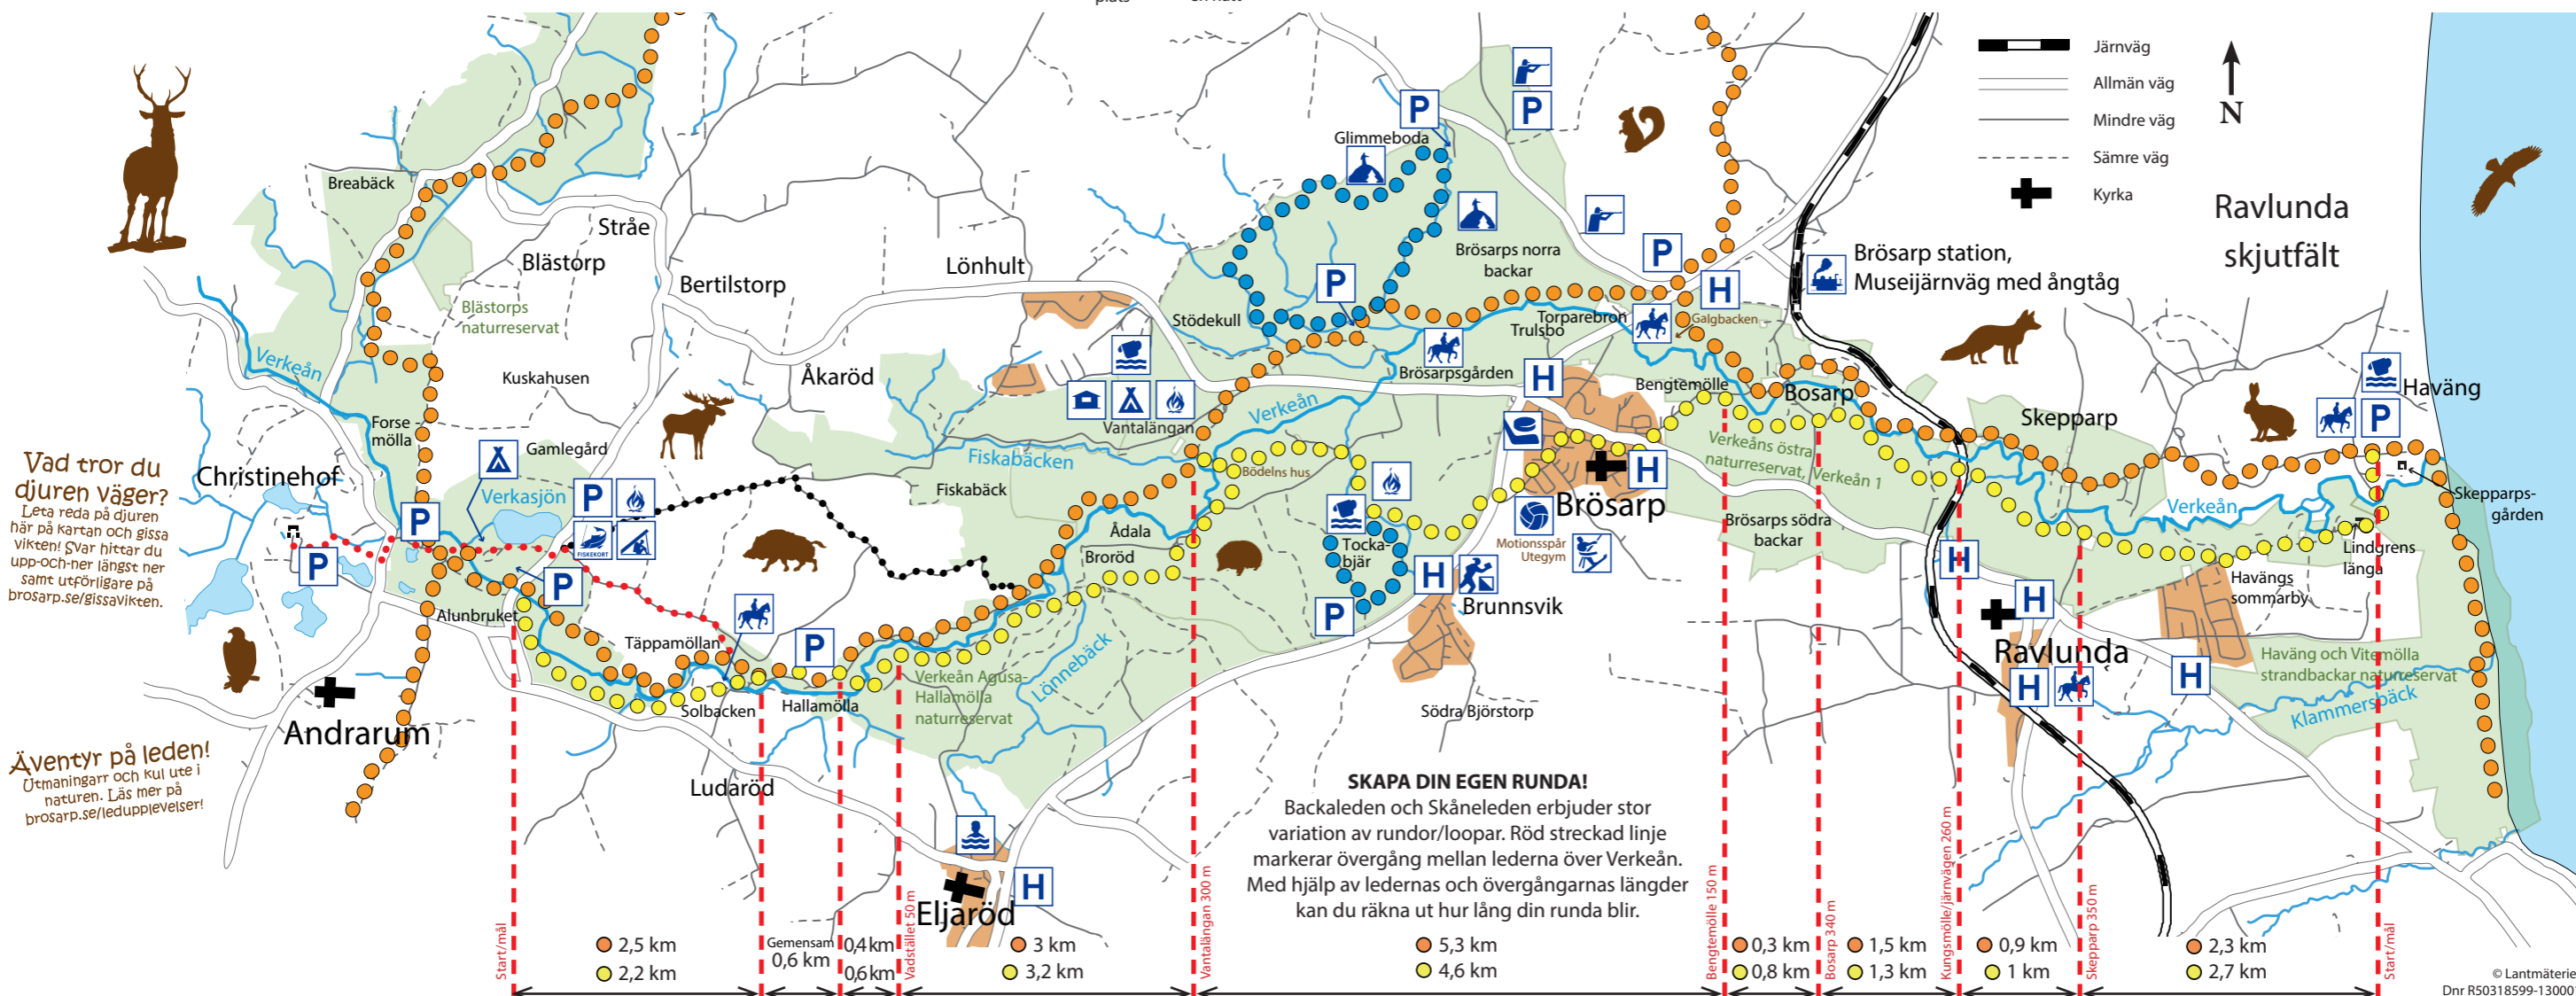 plats
en natt
Järnväg
Allmän väg
Mindre väg
Sämre väg
Kyrka
N
Ravlunda
skjutfält
P
P
Glimmeboda
Breabäck
Stråe
Blästorp
Bertilstorp
Lönhult
Brösarps norra
backar
P
P
H
Brösarp station,
Museijärnväg med ångtåg
Blästorps
naturreservat
Stödekull
Torparebron
Trulsbo
Galgbacken
Verkeån
Kuskahusen
Åkaröd
Brösarpsgården
H
Bengtemölle
Bosarp
Haväng
P
Skepparp
Forse-
mölla
Vantalängan
Verkeån
Gamlegård
Fiskabäcken
Bödelns hus
Verkeåns östra
naturreservat, Verkeån 1
H
Vad tror du
djuren väger?
Leta reda på djuren
här på kartan och gissa
vikten! Svar hittar du
upp-och-ner längst ner
samt utförligare på
brosarp.se/gissavikten.
Christinehof
Verkasjön
P
FISKEKORT
Fiskabäck
Brösarp
Verkeån
Skepparps-
gården
P
P
Ådala
Broröd
Tocka-
bjär
Motionsspår
Utegym
Brösarps södra
backar
H
Lindgrens
länga
P
H
Brunnsvik
Havängs
sommarby
Alunbruket
P
H
Täppamöllan
P
Ravlunda
Haväng och Vitemölla
strandbackar naturreservat
Verkeån Agusa-
Hallamölla
naturreservat
Lönnebäck
H
H
Klammersbäck
Solbacken
Hallamölla
Södra Björstorp
Andrarum
Äventyr på leden!
Utmaningarr och kul ute i
naturen. Läs mer på
brosarp.se/ledupplevelser!
Ludaröd
SKAPA DIN EGEN RUNDA!
Backaleden och Skåneleden erbjuder stor
variation av rundor/loopar. Röd streckad linje
markerar övergång mellan lederna över Verkeån.
Med hjälp av ledernas och övergångarnas längder
kan du räkna ut hur lång din runda blir.
H
Eljaröd
Start/mål
Vadstället 50 m
Vantalängan 300 m
Bengtemölle 150 m
Bosarp 340 m
Kungsmölle/järnvägen 260 m
Skepparp 350 m
Start/mål
2,5 km
2,2 km
Gemensam
0,6 km
0,4 km
0,6 km
3 km
3,2 km
5,3 km
4,6 km
0,3 km
0,8 km
1,5 km
1,3 km
0,9 km
1 km
2,3 km
2,7 km
© Lantmäterie
Dnr R50318599-13000